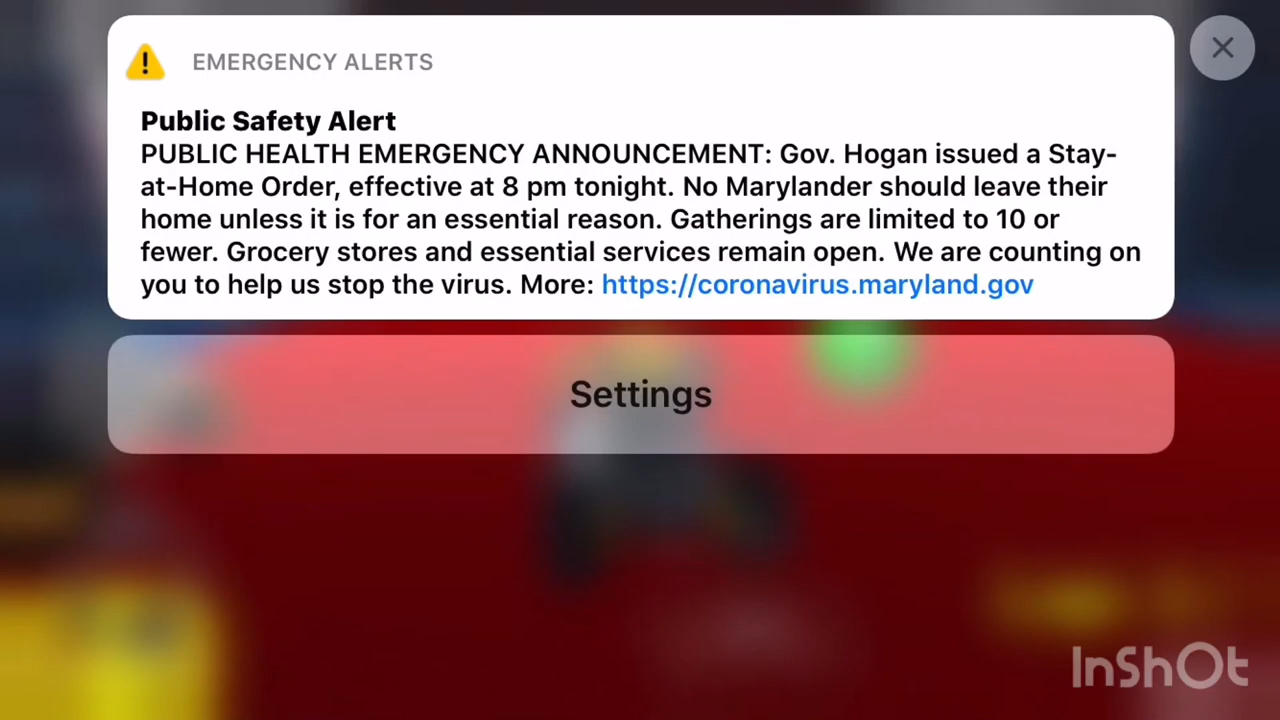 EMERGENCY ALERTS
Public Safety Alert
PUBLIC HEALTH EMERGENCY ANNOUNCEMENT: Gov. Hogan issued a Stay-
at-Home Order, effective at 8 pm tonight. No Marylander should leave their
home unless it is for an essential reason. Gatherings are limited to 10 or
fewer. Grocery stores and essential services remain open. We are counting on
you to help us stop the virus. More: https://coronavirus.maryland.gov
Settings
InShOt